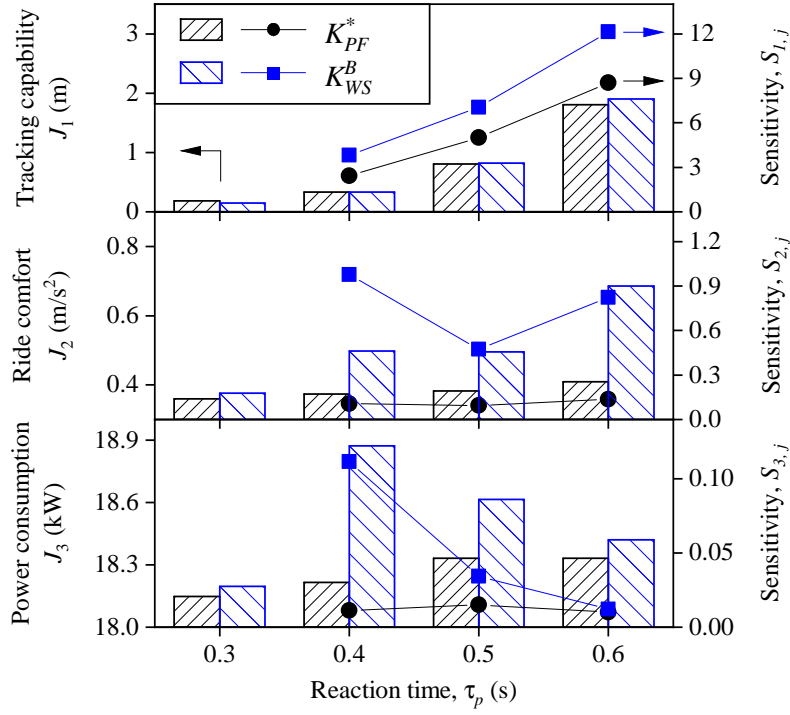 K*PF
KBWS
Tracking capability
J1 (m)
3
2
1
0
12
9
6
3
0
Sensitivity, S1,j
Ride comfort
J2 (m/s2)
0.8
0.6
0.4
1.2
0.9
0.6
0.3
0.0
Sensitivity, S2,j
Power consumption
J3 (kW)
18.9
18.6
18.3
18.0
0.10
0.05
0.00
Sensitivity, S3,j
0.3 0.4 0.5 0.6
Reaction time, τp (s)